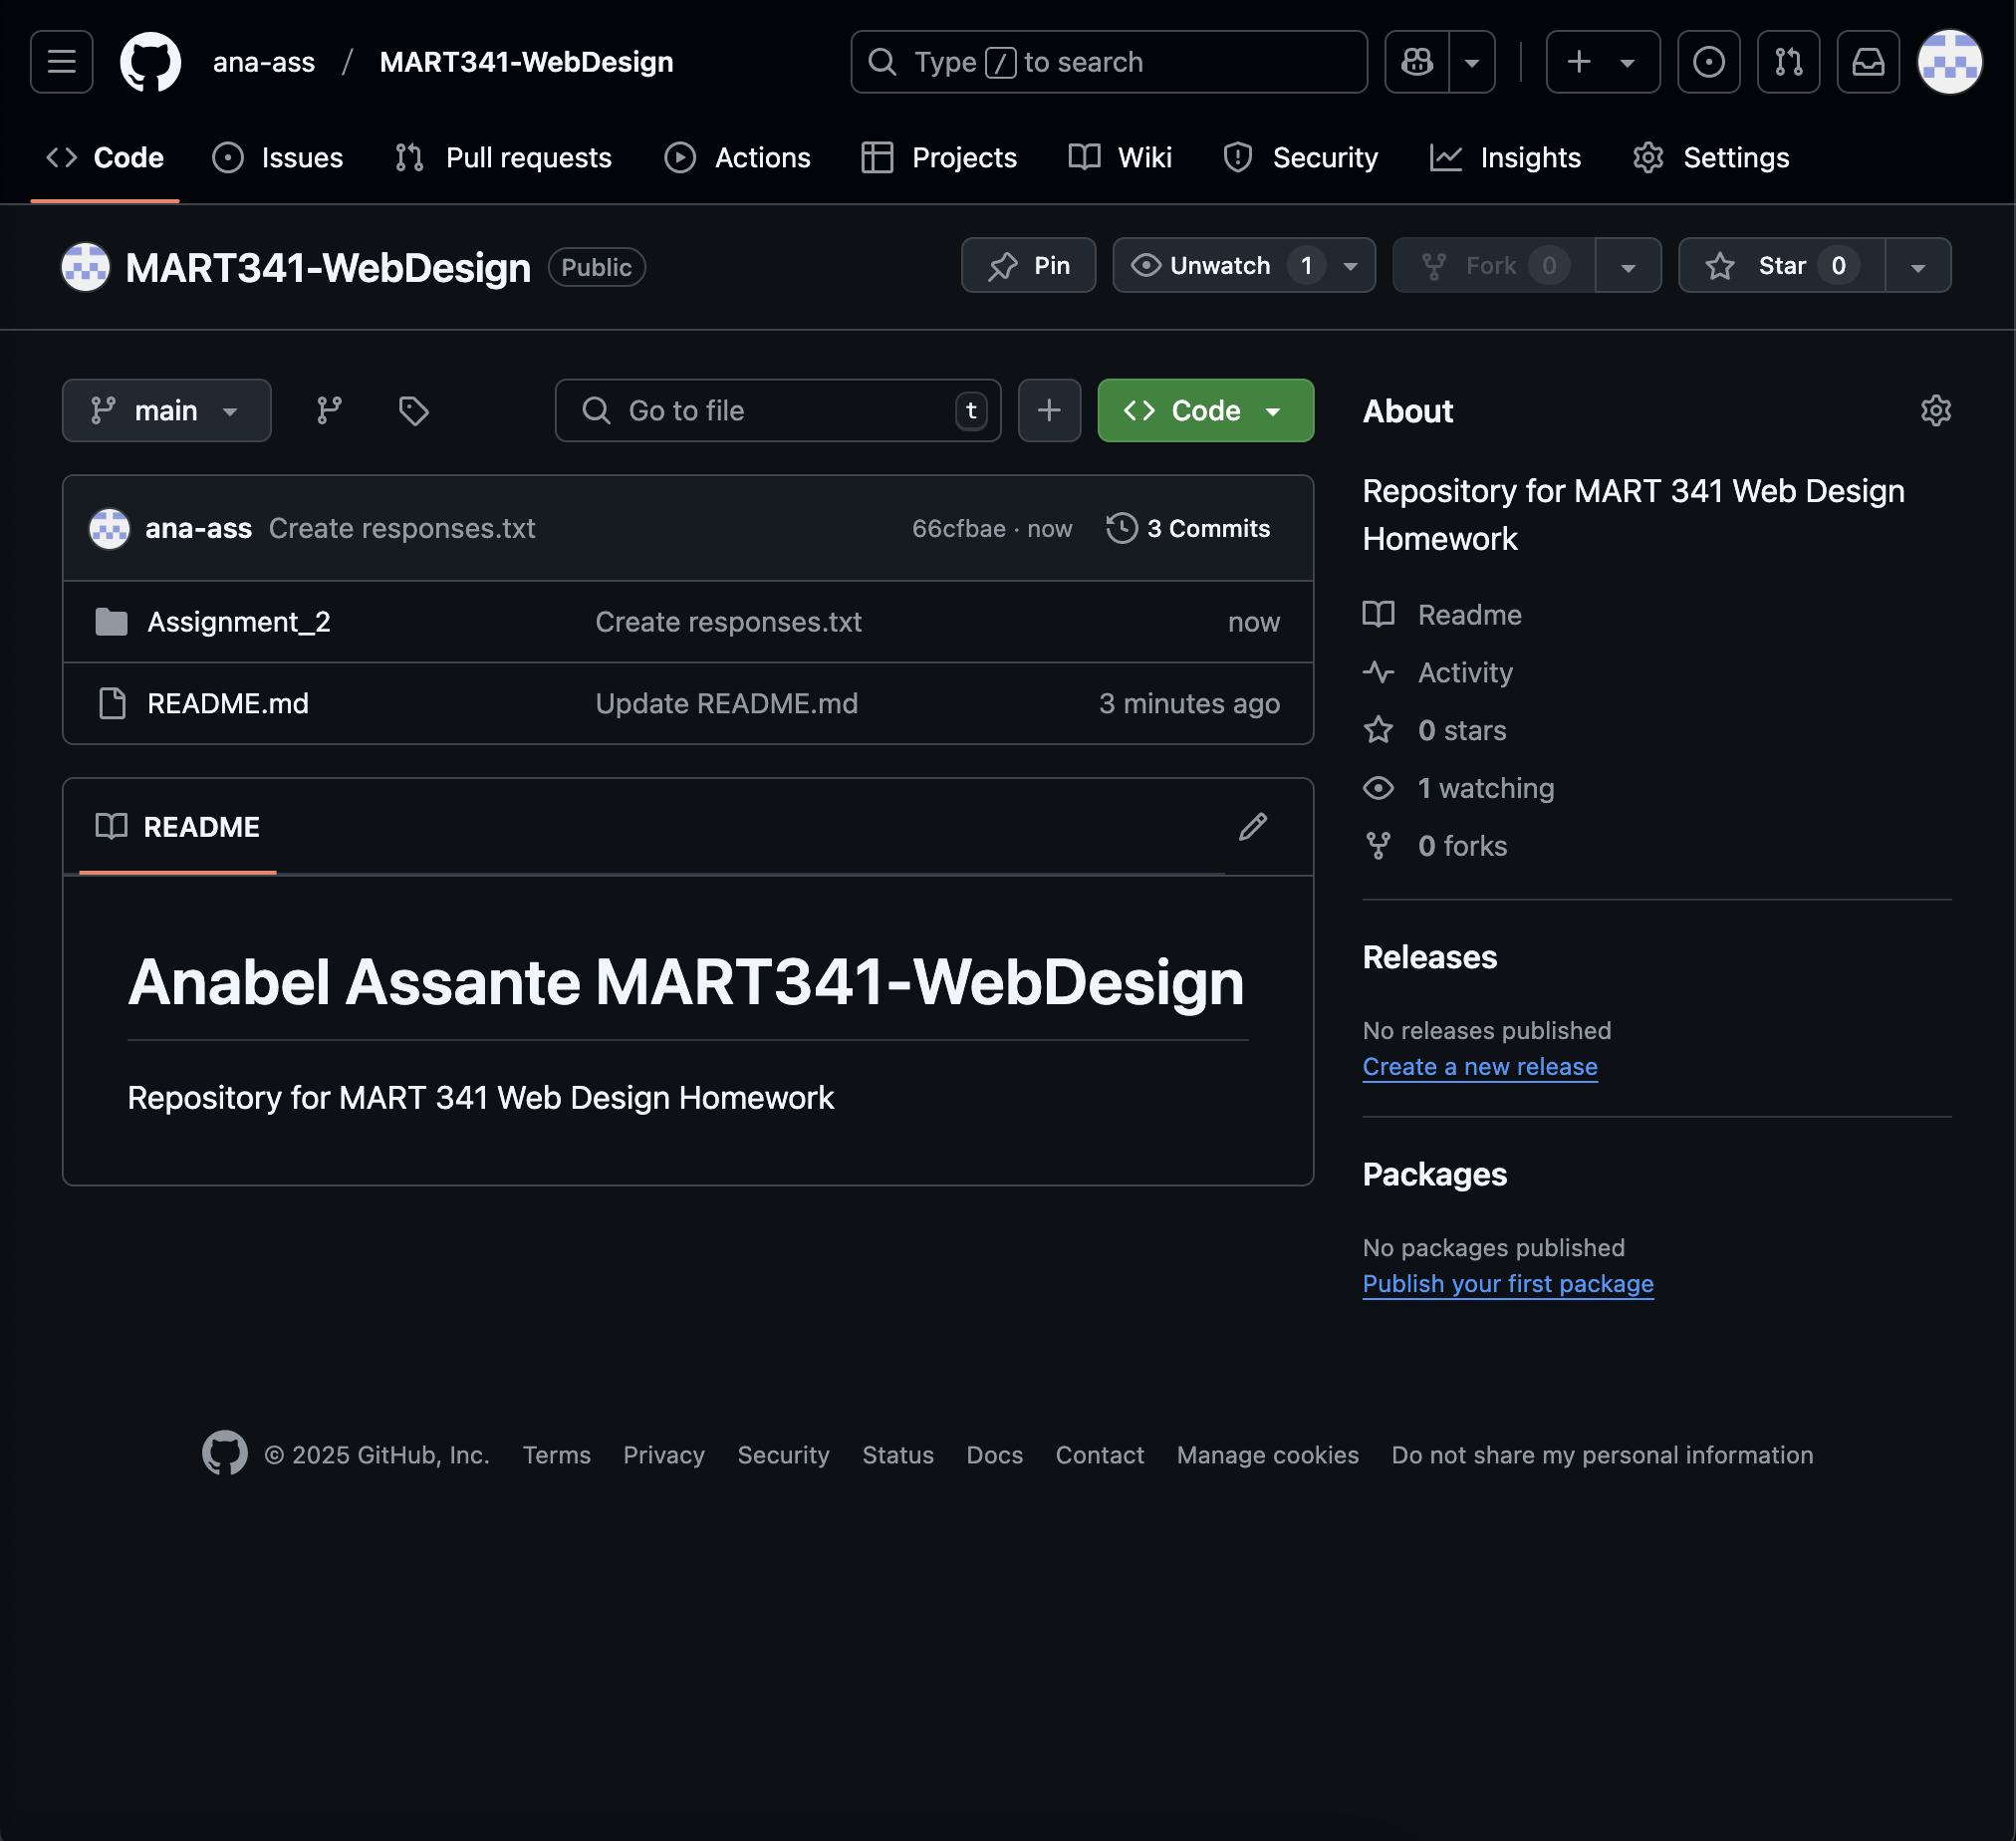 ana-ass / MART341-WebDesign Type / to search
Code Issues Pull requests Actions Projects Wiki Security Insights Settings
MART341-WebDesign Public Pin Unwatch 1 Fork 0 Star 0
main Go to file t Code
ana-ass Create responses.txt 66cfbae · now 3 Commits
Assignment_2 Create responses.txt now
README.md Update README.md 3 minutes ago
README
Anabel Assante MART341-WebDesign
Repository for MART 341 Web Design Homework
About
Repository for MART 341 Web Design
Homework
Readme
Activity
0 stars
1 watching
0 forks
Releases
No releases published
Create a new release
Packages
No packages published
Publish your first package
© 2025 GitHub, Inc. Terms Privacy Security Status Docs Contact Manage cookies Do not share my personal information